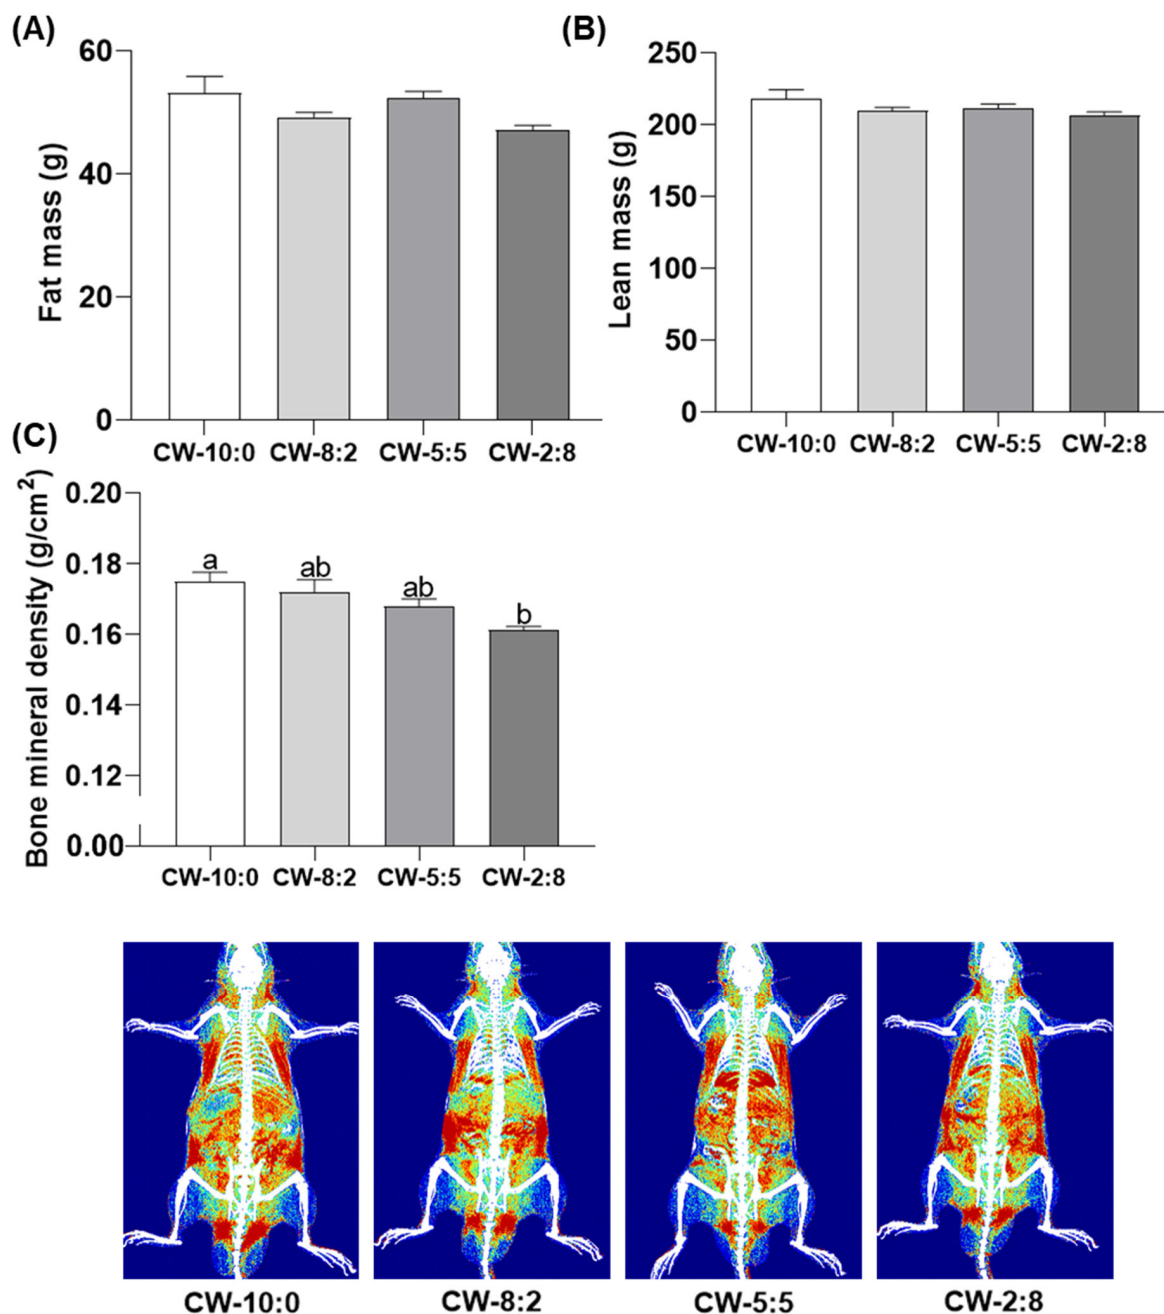 (A)
Fat mass (g)
60
40
20
0
CW-10:0 CW-8:2 CW-5:5 CW-2:8
(B)
Lean mass (g)
250
200
150
100
50
0
CW-10:0 CW-8:2 CW-5:5 CW-2:8
(C)
Bone mineral density (g/cm²)
0.20
0.18
0.16
0.14
0.12
0.00
a ab ab b
CW-10:0 CW-8:2 CW-5:5 CW-2:8
CW-10:0 CW-8:2 CW-5:5 CW-2:8